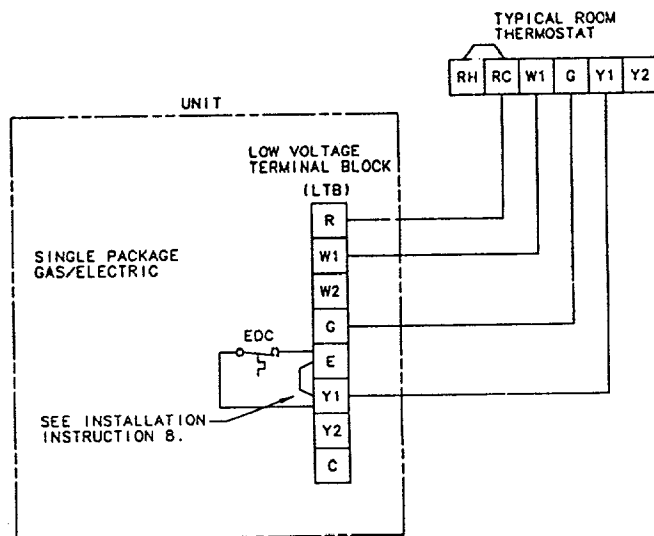 TYPICAL ROOM
THERMOSTAT
RH RC W1 G Y1 Y2
UNIT
LOW VOLTAGE
TERMINAL BLOCK
(LTB)
R
W1
SINGLE PACKAGE
GAS/ELECTRIC
W2
G
EDC
E
Y1
SEE INSTALLATION
INSTRUCTION 8.
Y2
C